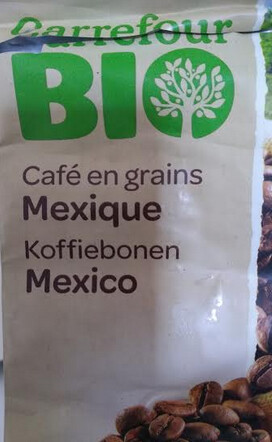 Carrefour
BIO
Café en grains
Mexique
Koffiebonen
Mexico